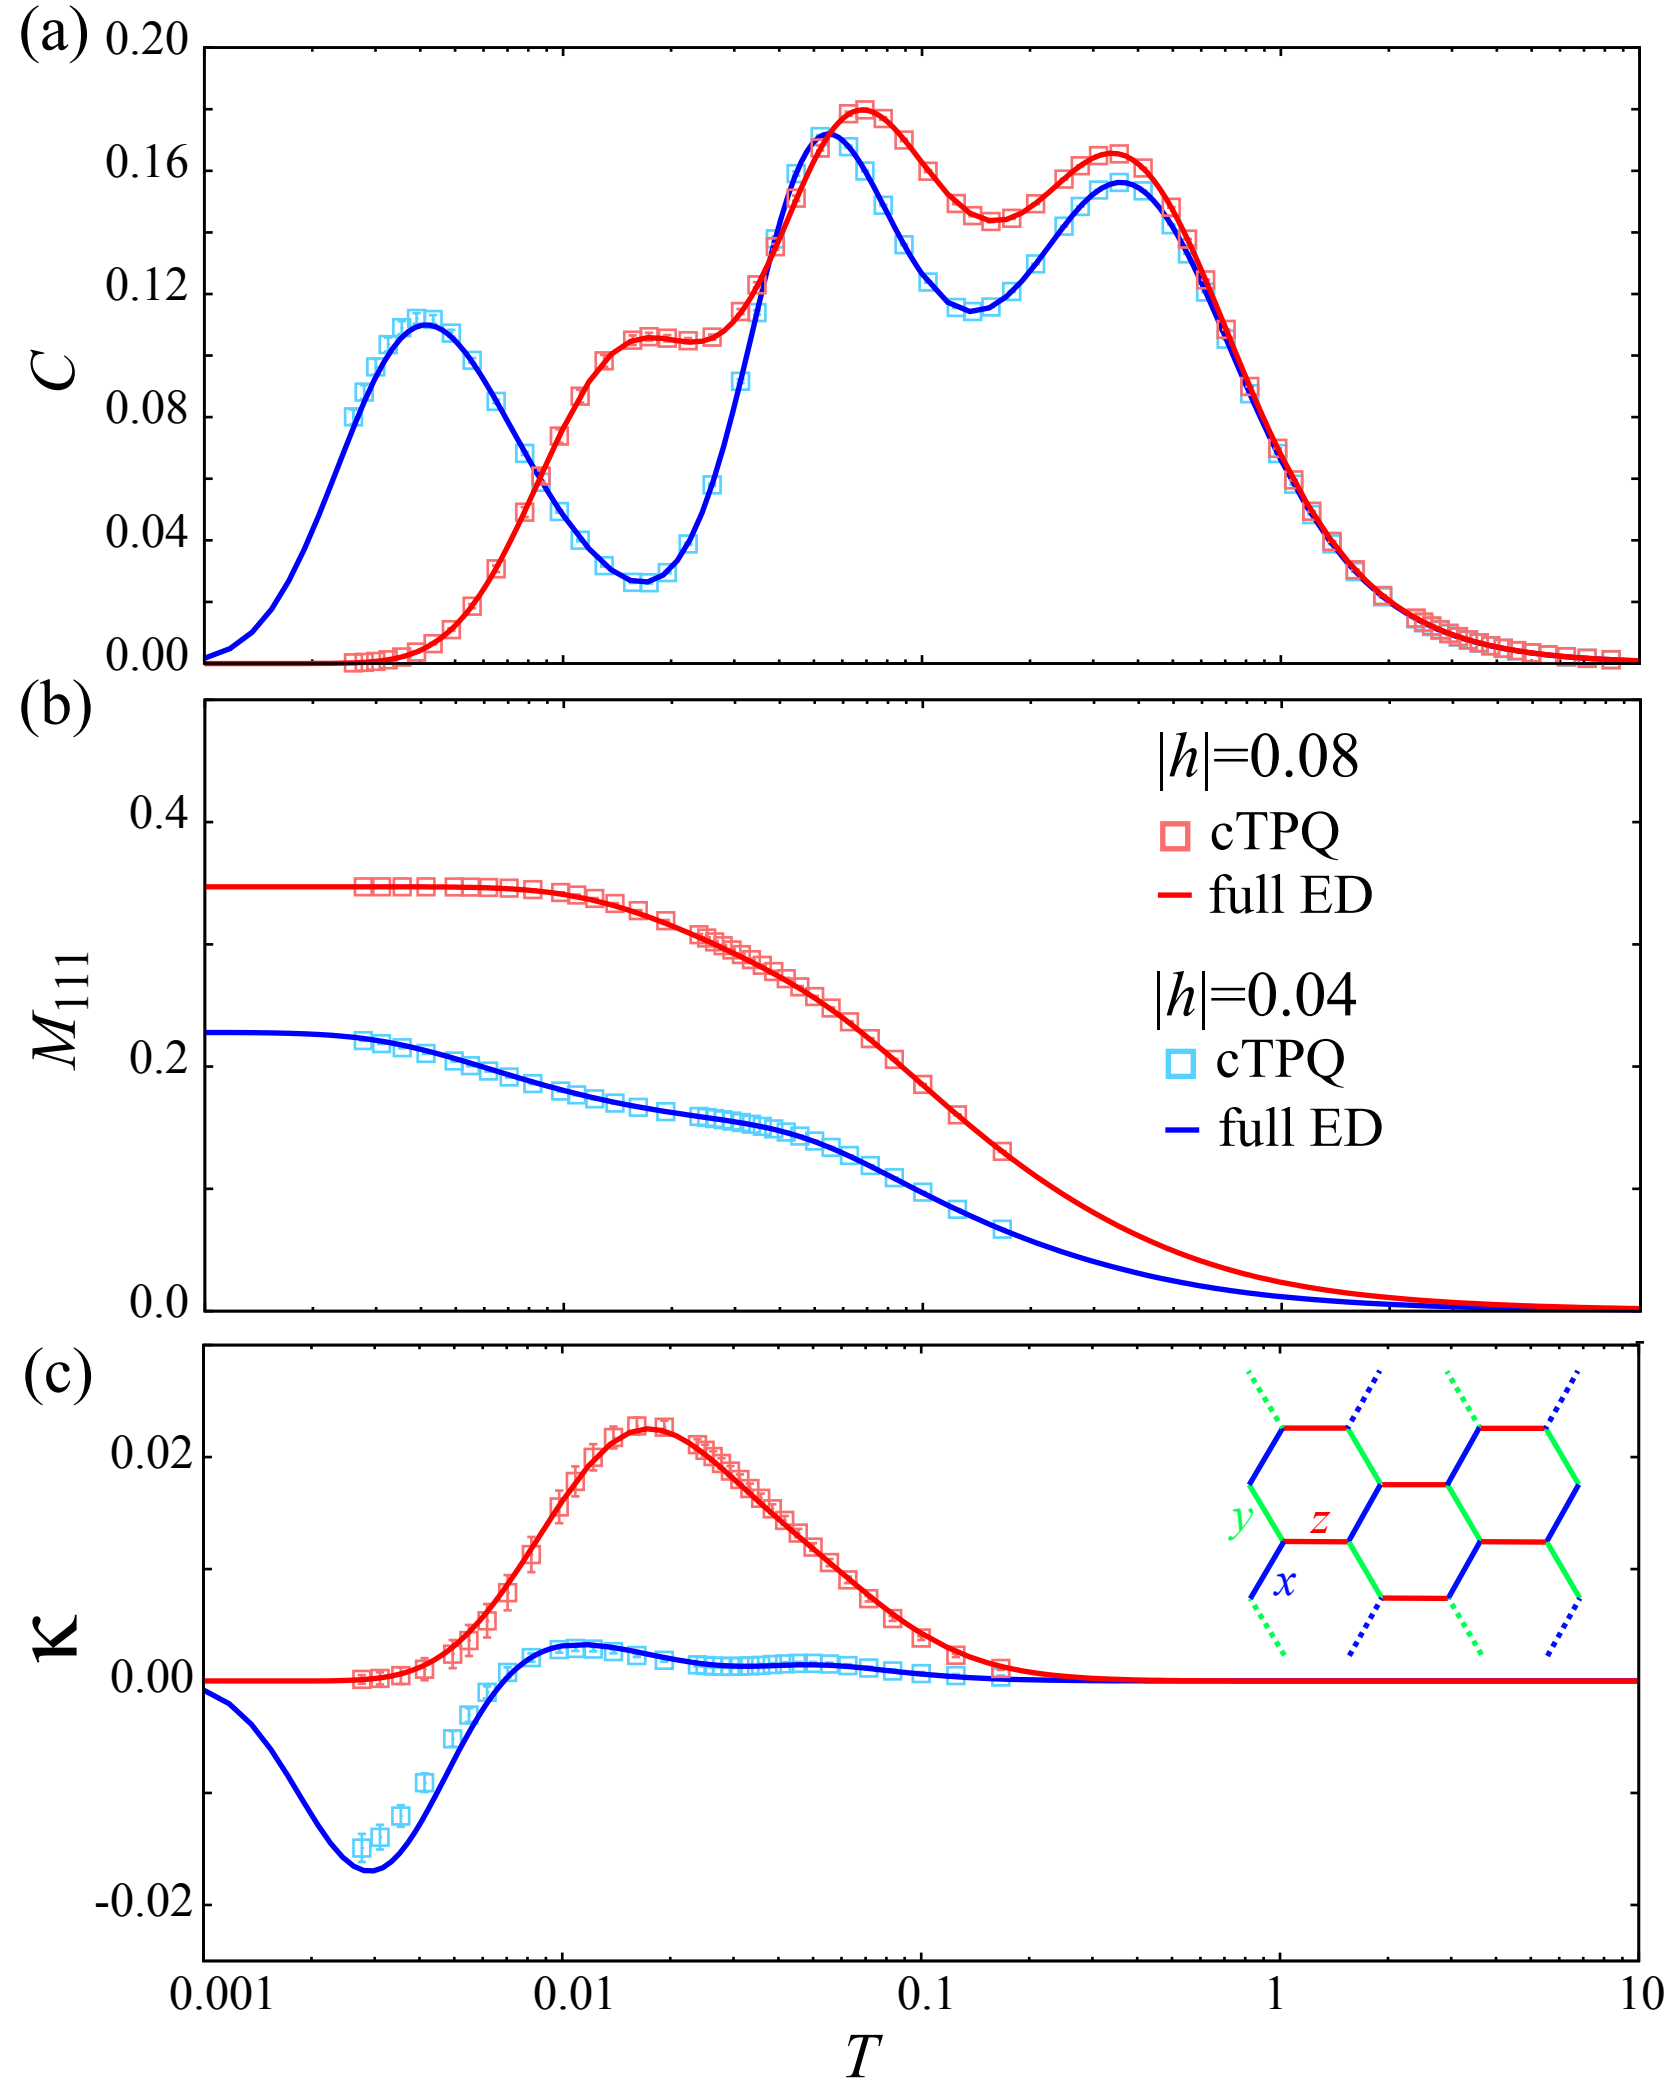 (a)
0.20
0.16
0.12
0.08
0.04
0.00
C
(b)
0.4
0.2
0.0
M111
|h|=0.08
cTPQ
full ED
|h|=0.04
cTPQ
full ED
(c)
0.02
0.00
-0.02
κ
y
z
x
0.001
0.01
0.1
1
10
T